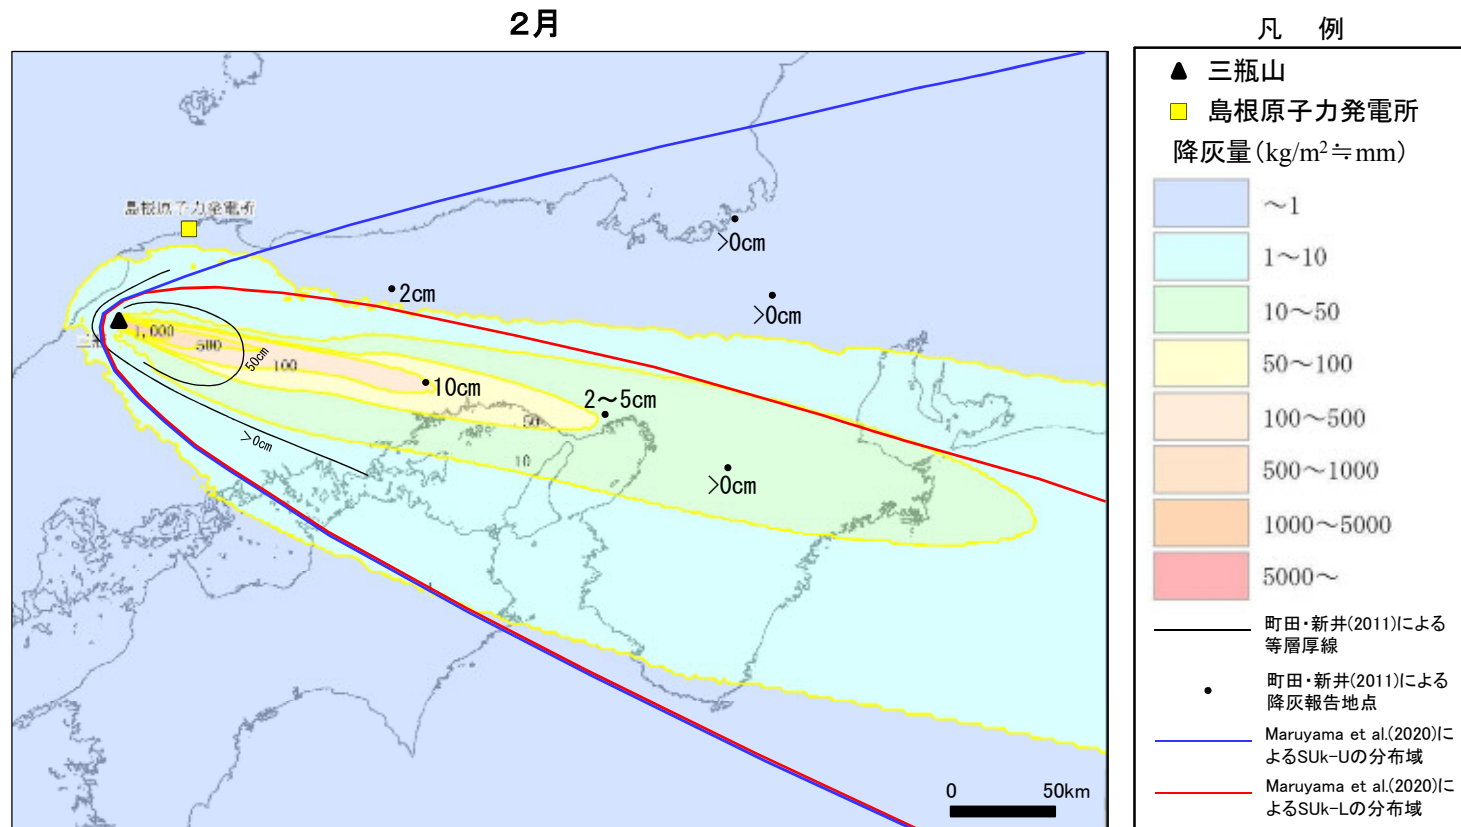 2月
凡 例
三瓶山
島根原子力発電所
降灰量(kg/m²≒mm)
～1
1～10
10～50
50～100
100～500
500～1000
1000～5000
5000～
町田・新井(2011)による
等層厚線
町田・新井(2011)による
降灰報告地点
Maruyama et al.(2020)に
よるSUk-Uの分布域
Maruyama et al.(2020)に
よるSUk-Lの分布域
島根原子力発電所
>0cm
2cm
>0cm
1,000
500
50cm
100
10cm
2～5cm
50
>0cm
10
>0cm
0 50km